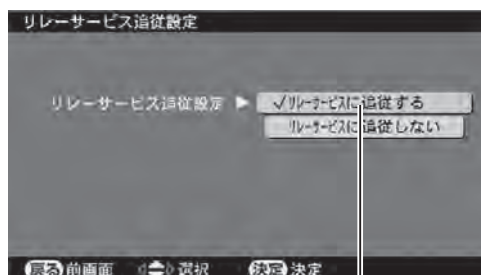 リレーサービス追従設定
リレーサービス追従設定 ▶ ✓リレーサービスに追従する
リレーサービスに追従しない
戻る 前画面 選択 決定 決定